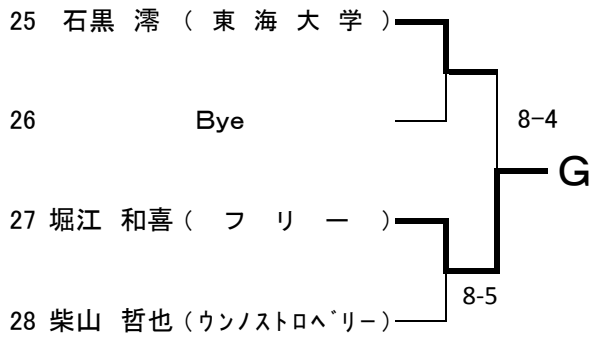 25 石黒 澪 ( 東 海 大 学 )
26 Bye
8-4
G
27 堀江 和喜 ( フ リ ー )
8-5
28 柴山 哲也 (ウンノストロベリー)